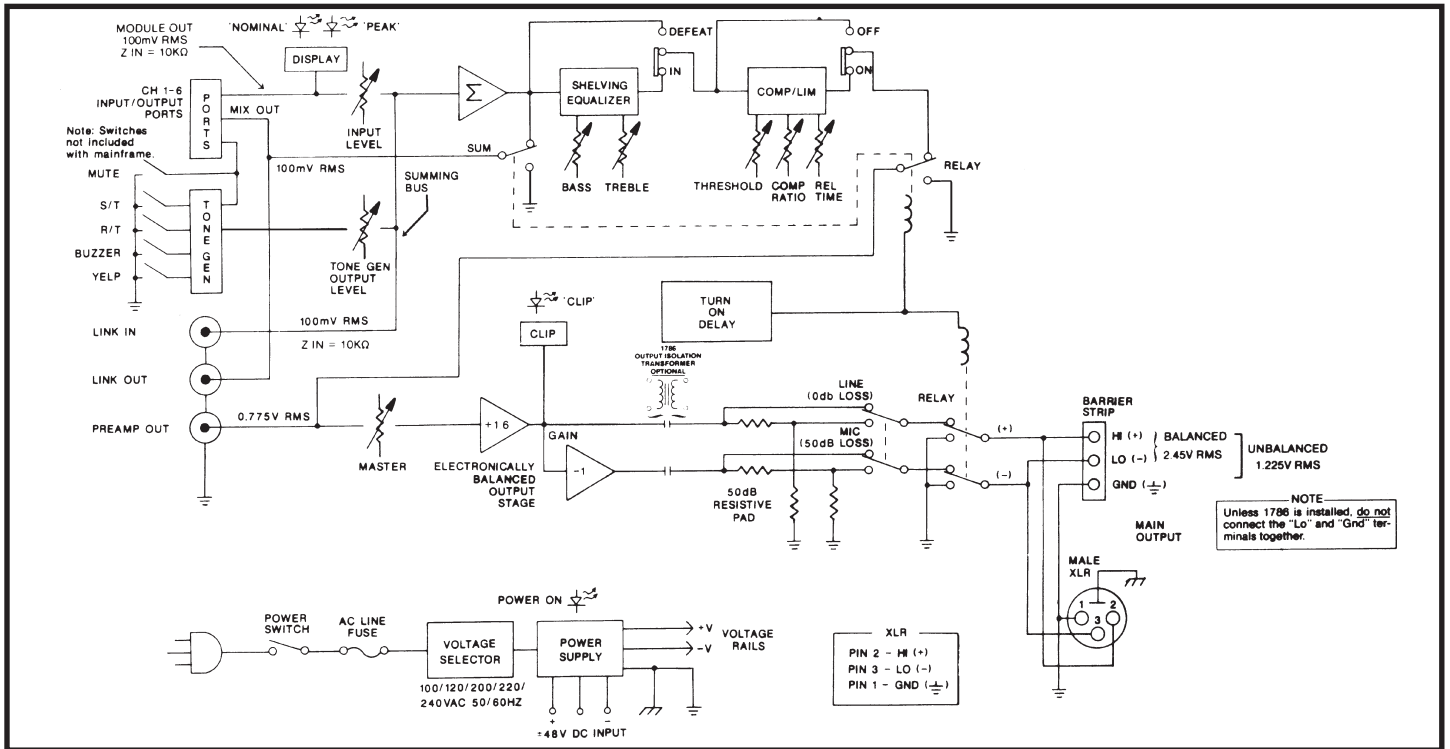 MODULE OUT
100mV RMS
Z IN = 10KΩ
'NOMINAL'
'PEAK'
DISPLAY
CH 1-6
INPUT/OUTPUT
PORTS
PORTS
MIX OUT
INPUT
LEVEL
Note: Switches
not included
with mainframe.
MUTE
S/T
R/T
BUZZER
YELP
TONE GEN
100mV RMS
SUMMING
BUS
TONE GEN
OUTPUT
LEVEL
Σ
SUM
SHELVING
EQUALIZER
BASS
TREBLE
DEFEAT
IN
COMP/LIM
THRESHOLD
COMP
RATIO
REL
TIME
OFF
ON
RELAY
LINK IN
100mV RMS
Z IN = 10KΩ
LINK OUT
PREAMP OUT
0.775V RMS
MASTER
'CLIP'
CLIP
+16
GAIN
-1
ELECTRONICALLY
BALANCED
OUTPUT
STAGE
TURN
ON
DELAY
1786
OUTPUT ISOLATION
TRANSFORMER
OPTIONAL
LINE
(0db LOSS)
MIC
(50dB LOSS)
50dB
RESISTIVE
PAD
RELAY
(+)
(-)
BARRIER
STRIP
HI (+)
LO (-)
GND (⏚)
BALANCED
2.45V RMS
UNBALANCED
1.225V RMS
MAIN
OUTPUT
NOTE
Unless 1786 is installed, do not
connect the "Lo" and "Gnd" ter-
minals together.
MALE
XLR
1
2
3
POWER
SWITCH
AC LINE
FUSE
VOLTAGE
SELECTOR
100/120/200/220/
240VAC 50/60HZ
POWER ON
POWER
SUPPLY
+V
-V
VOLTAGE
RAILS
+
-
±48V DC INPUT
XLR
PIN 2 - HI (+)
PIN 3 - LO (-)
PIN 1 - GND (⏚)